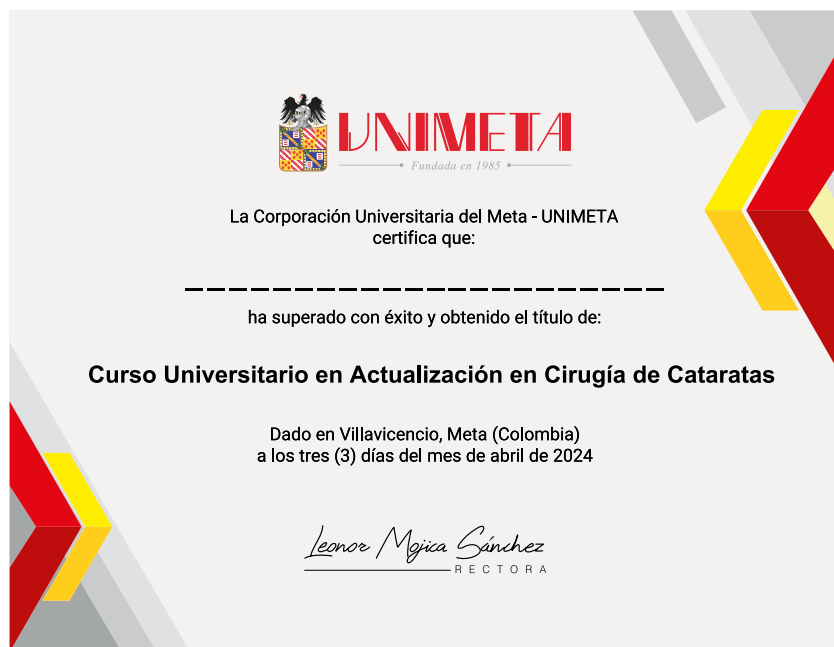 UNIMETA
Fundada en 1985
La Corporación Universitaria del Meta - UNIMETA
certifica que:
ha superado con éxito y obtenido el título de:
Curso Universitario en Actualización en Cirugía de Cataratas
Dado en Villavicencio, Meta (Colombia)
a los tres (3) días del mes de abril de 2024
Leonor Mojica Sánchez
RECTORA